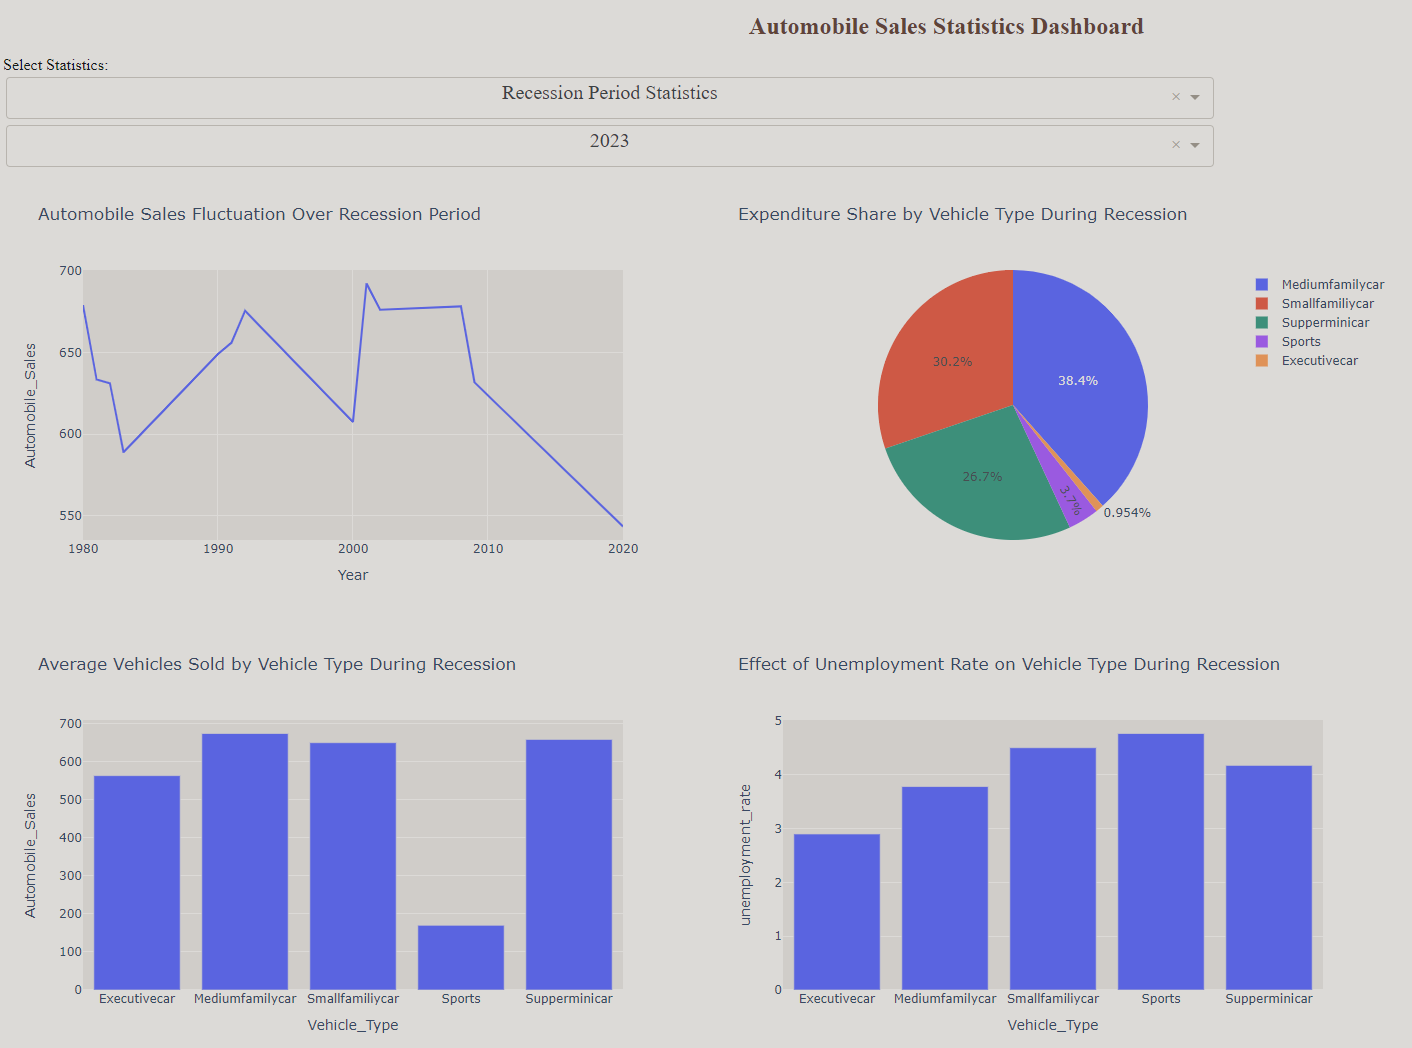 Automobile Sales Statistics Dashboard
Select Statistics:
Recession Period Statistics
×
2023
×
Automobile Sales Fluctuation Over Recession Period
700
650
600
550
Automobile_Sales
1980 1990 2000 2010 2020
Year
Expenditure Share by Vehicle Type During Recession
38.4%
30.2%
26.7%
3.7%
0.954%
Mediumfamilycar
Smallfamiliycar
Supperminicar
Sports
Executivecar
Average Vehicles Sold by Vehicle Type During Recession
700
600
500
400
300
200
100
0
Automobile_Sales
Executivecar Mediumfamilycar Smallfamiliycar Sports Supperminicar
Vehicle_Type
Effect of Unemployment Rate on Vehicle Type During Recession
5
4
3
2
1
0
unemployment_rate
Executivecar Mediumfamilycar Smallfamiliycar Sports Supperminicar
Vehicle_Type